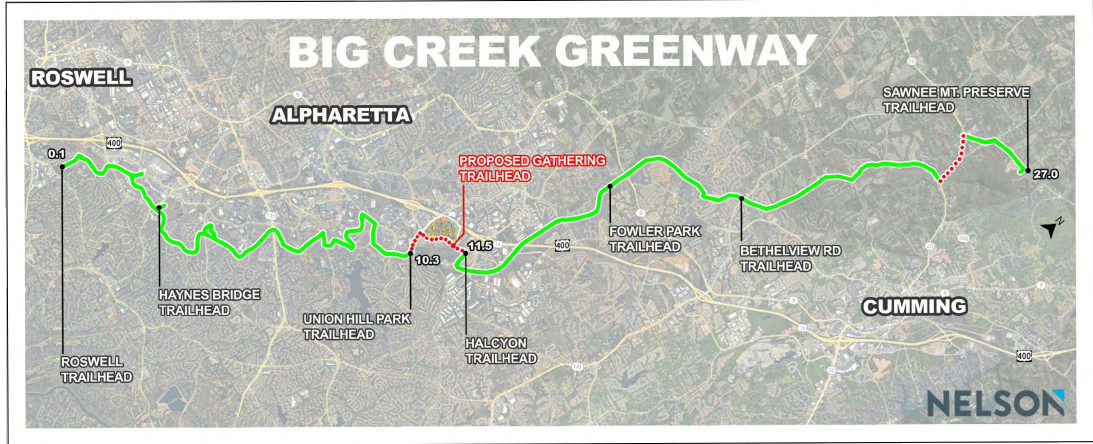 BIG CREEK GREENWAY
ROSWELL
ALPHARETTA
SAWNEE MT. PRESERVE
TRAILHEAD
400
0.1
PROPOSED GATHERING
TRAILHEAD
27.0
N
FOWLER PARK
TRAILHEAD
400
11.5
10.3
BETHELVIEW RD
TRAILHEAD
HAYNES BRIDGE
TRAILHEAD
UNION HILL PARK
TRAILHEAD
CUMMING
HALCYON
TRAILHEAD
ROSWELL
TRAILHEAD
400
NELSON